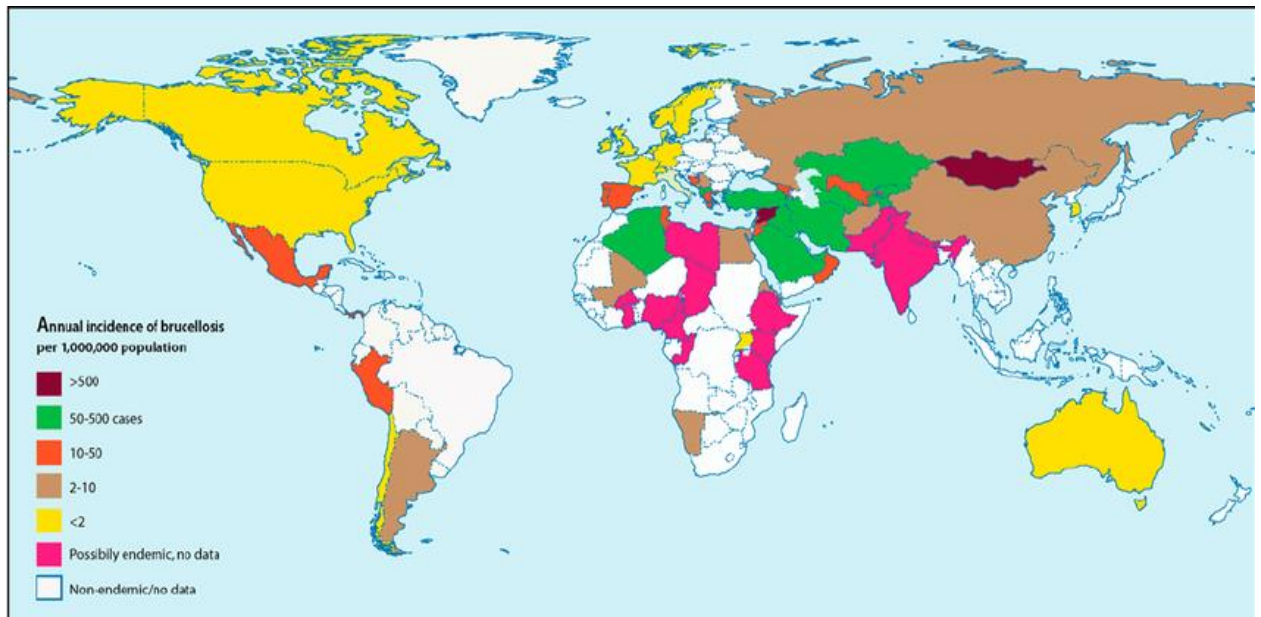 Annual incidence of brucellosis
per 1,000,000 population
>500
50-500 cases
10-50
2-10
<2
Possibily endemic, no data
Non-endemic/no data